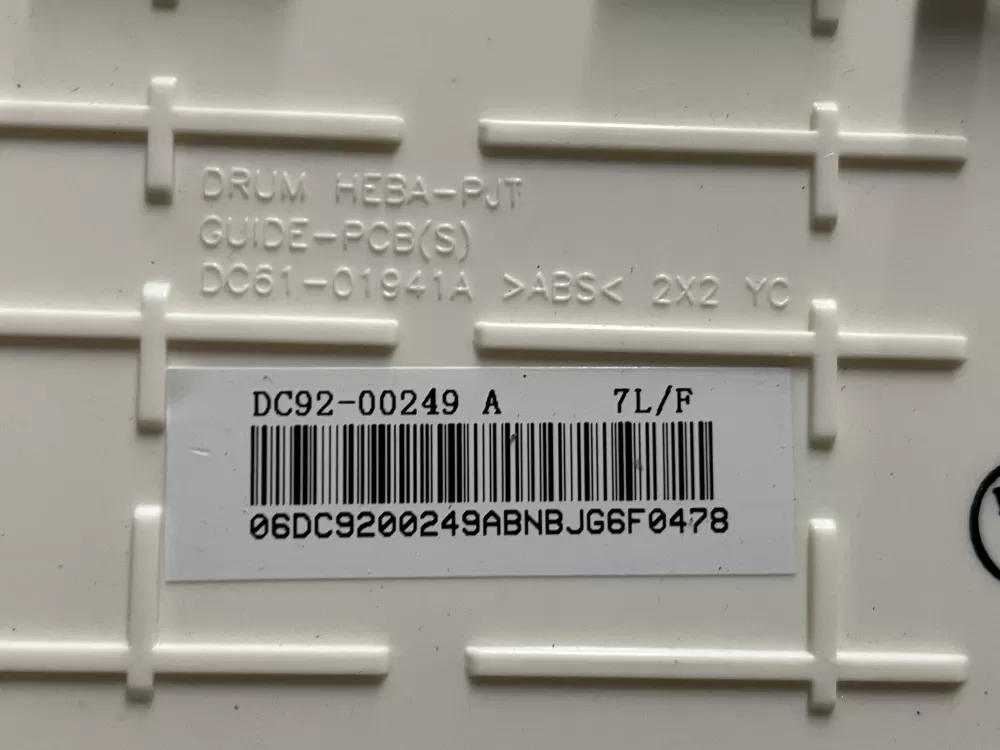 DRUM HEBA-PJT
GUIDE-PCB(S)
DC61-01941A >ABS< 2X2 YC
DC92-00249 A 7L/F
06DC9200249ABNBJG6F0478